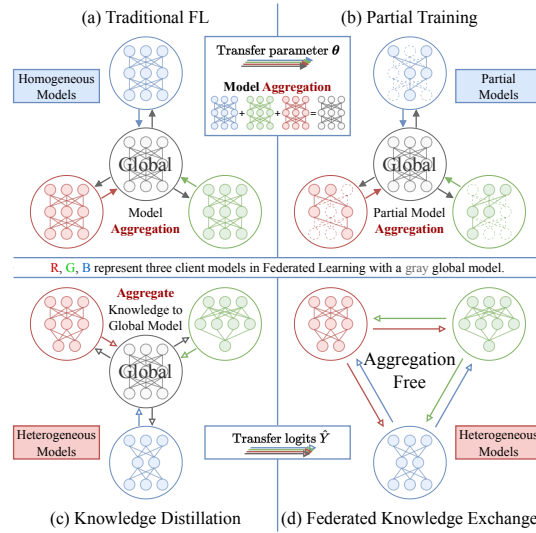 (a) Traditional FL
(b) Partial Training
Transfer parameter θ
Model Aggregation
+ + + =
Homogeneous
Models
Partial
Models
Global
Global
Model
Aggregation
Partial Model
Aggregation
R, G, B represent three client models in Federated Learning with a gray global model.
Aggregate
Knowledge to
Global Model
Global
Aggregation
Free
Heterogeneous
Models
Transfer logits Ŷ
Heterogeneous
Models
(c) Knowledge Distillation
(d) Federated Knowledge Exchange